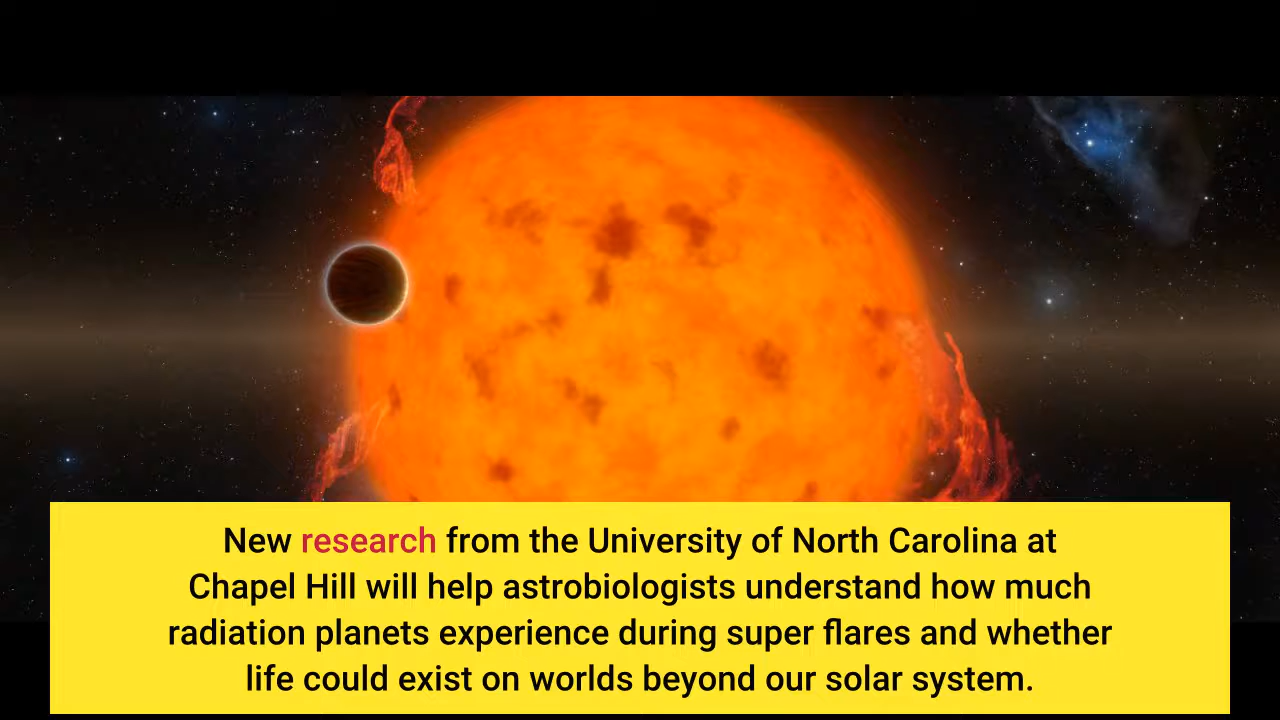 New research from the University of North Carolina at
Chapel Hill will help astrobiologists understand how much
radiation planets experience during super flares and whether
life could exist on worlds beyond our solar system.